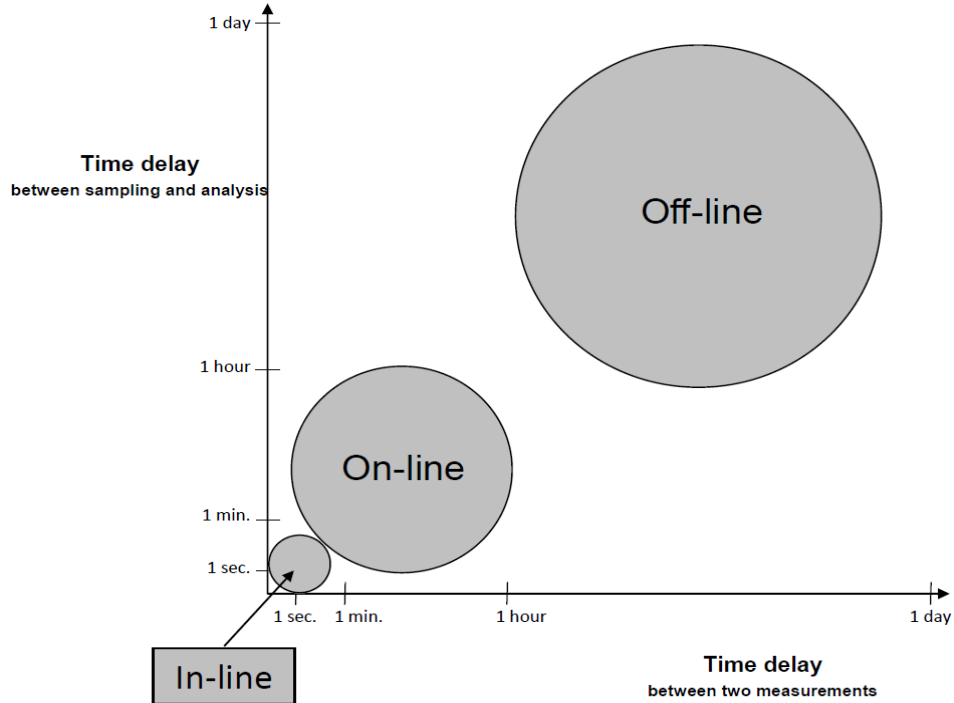 1 day
Time delay
between sampling and analysis
Off-line
1 hour
On-line
1 min.
1 sec.
1 sec.
1 min.
1 hour
1 day
In-line
Time delay
between two measurements